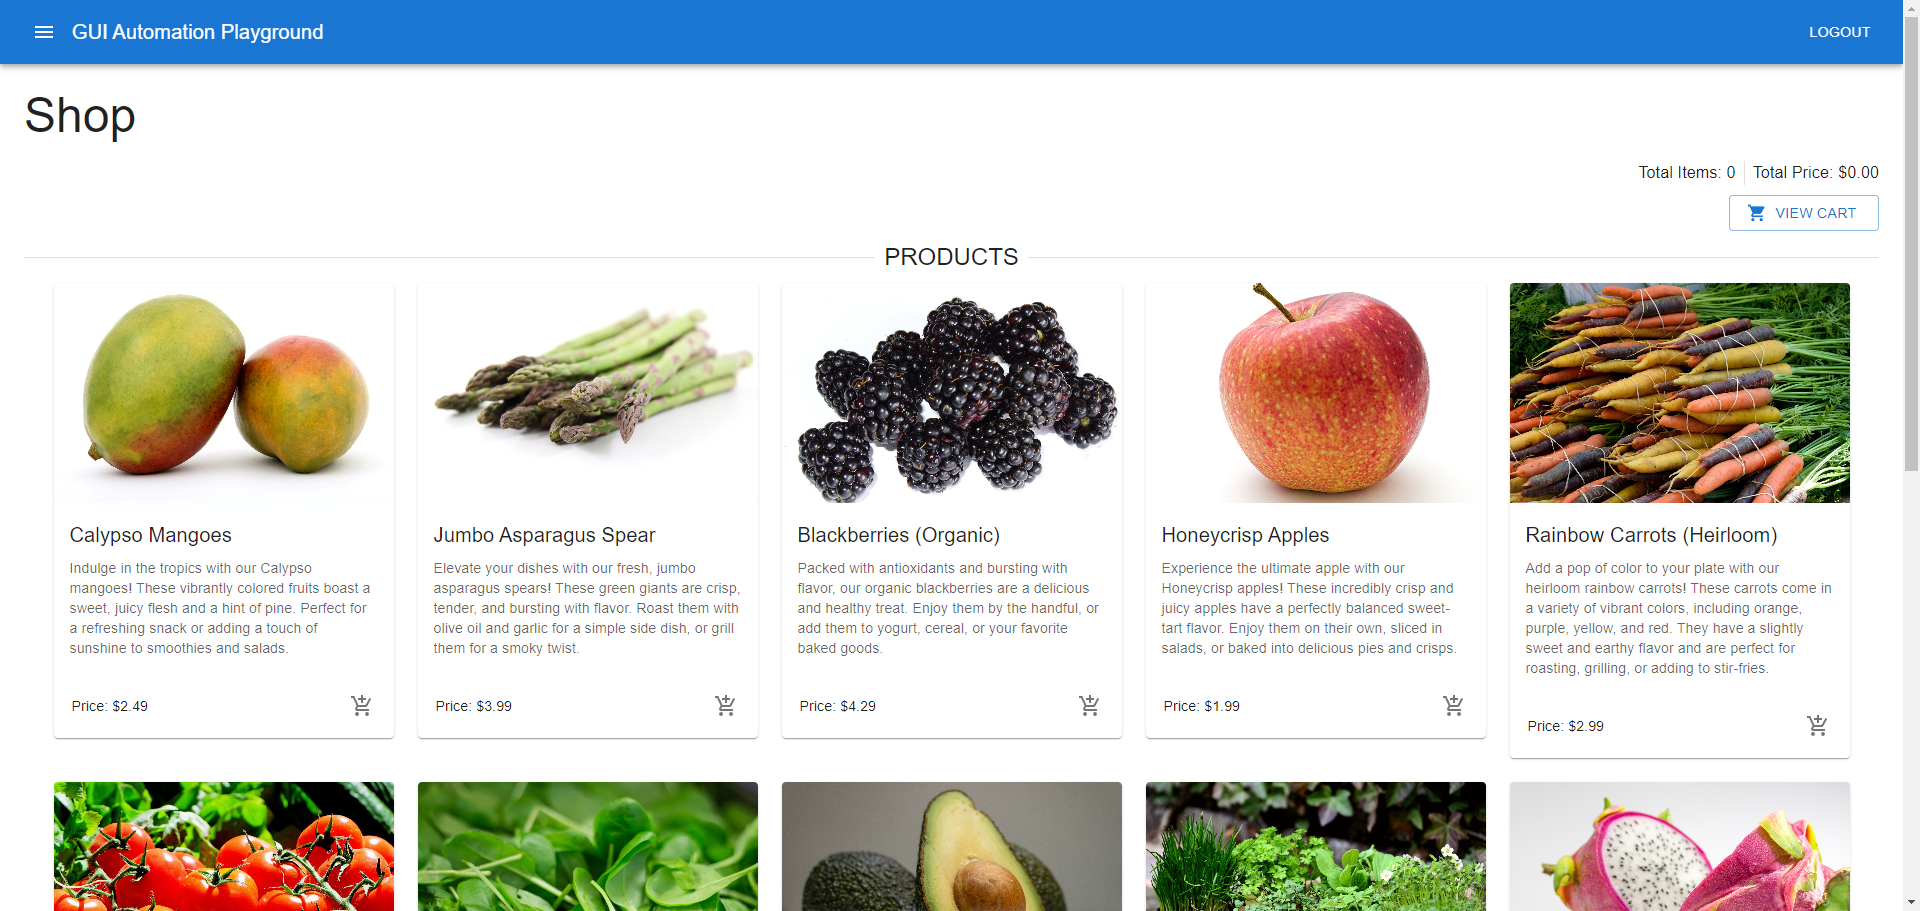 GUI Automation Playground
LOGOUT
Shop
Total Items: 0
Total Price: $0.00
VIEW CART
PRODUCTS
Calypso Mangoes
Indulge in the tropics with our Calypso
mangoes! These vibrantly colored fruits boast a
sweet, juicy flesh and a hint of pine. Perfect for
a refreshing snack or adding a touch of
sunshine to smoothies and salads.
Price: $2.49
Jumbo Asparagus Spear
Elevate your dishes with our fresh, jumbo
asparagus spears! These green giants are crisp,
tender, and bursting with flavor. Roast them with
olive oil and garlic for a simple side dish, or grill
them for a smoky twist.
Price: $3.99
Blackberries (Organic)
Packed with antioxidants and bursting with
flavor, our organic blackberries are a delicious
and healthy treat. Enjoy them by the handful, or
add them to yogurt, cereal, or your favorite
baked goods.
Price: $4.29
Honeycrisp Apples
Experience the ultimate apple with our
Honeycrisp apples! These incredibly crisp and
juicy apples have a perfectly balanced sweet-
tart flavor. Enjoy them on their own, sliced in
salads, or baked into delicious pies and crisps.
Price: $1.99
Rainbow Carrots (Heirloom)
Add a pop of color to your plate with our
heirloom rainbow carrots! These carrots come in
a variety of vibrant colors, including orange,
purple, yellow, and red. They have a slightly
sweet and earthy flavor and are perfect for
roasting, grilling, or adding to stir-fries.
Price: $2.99